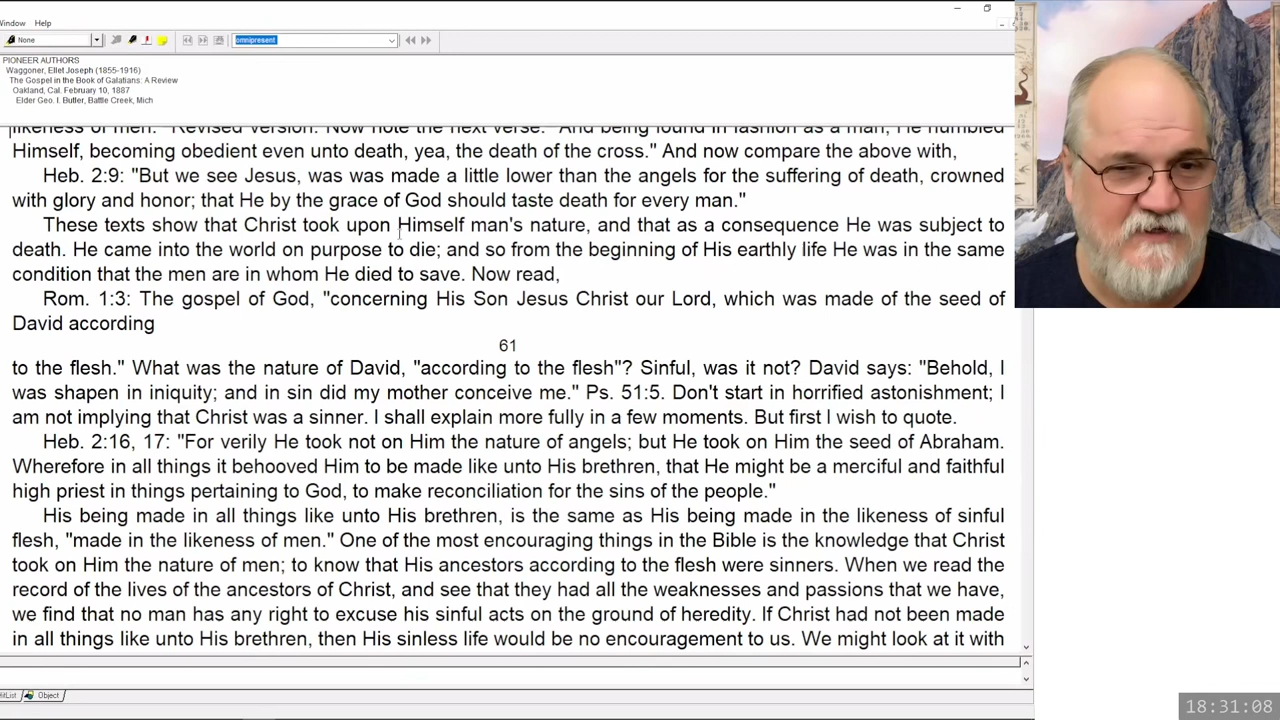 Window Help
None
omnipresent
PIONEER AUTHORS
Waggoner, Ellet Joseph (1855-1916)
The Gospel in the Book of Galatians: A Review
Oakland, Cal. February 10, 1887
Elder Geo. I. Butler, Battle Creek, Mich
likeness of men." Revised Version. Now note the next verse: "And being found in fashion as a man, He humbled
Himself, becoming obedient even unto death, yea, the death of the cross." And now compare the above with,
Heb. 2:9: "But we see Jesus, was was made a little lower than the angels for the suffering of death, crowned
with glory and honor; that He by the grace of God should taste death for every man."
These texts show that Christ took upon Himself man's nature, and that as a consequence He was subject to
death. He came into the world on purpose to die; and so from the beginning of His earthly life He was in the same
condition that the men are in whom He died to save. Now read,
Rom. 1:3: The gospel of God, "concerning His Son Jesus Christ our Lord, which was made of the seed of
David according
61
to the flesh." What was the nature of David, "according to the flesh"? Sinful, was it not? David says: "Behold, I
was shapen in iniquity; and in sin did my mother conceive me." Ps. 51:5. Don't start in horrified astonishment; I
am not implying that Christ was a sinner. I shall explain more fully in a few moments. But first I wish to quote.
Heb. 2:16, 17: "For verily He took not on Him the nature of angels; but He took on Him the seed of Abraham.
Wherefore in all things it behooved Him to be made like unto His brethren, that He might be a merciful and faithful
high priest in things pertaining to God, to make reconciliation for the sins of the people."
His being made in all things like unto His brethren, is the same as His being made in the likeness of sinful
flesh, "made in the likeness of men." One of the most encouraging things in the Bible is the knowledge that Christ
took on Him the nature of men; to know that His ancestors according to the flesh were sinners. When we read the
record of the lives of the ancestors of Christ, and see that they had all the weaknesses and passions that we have,
we find that no man has any right to excuse his sinful acts on the ground of heredity. If Christ had not been made
in all things like unto His brethren, then His sinless life would be no encouragement to us. We might look at it with
HitList Object
18:31:08